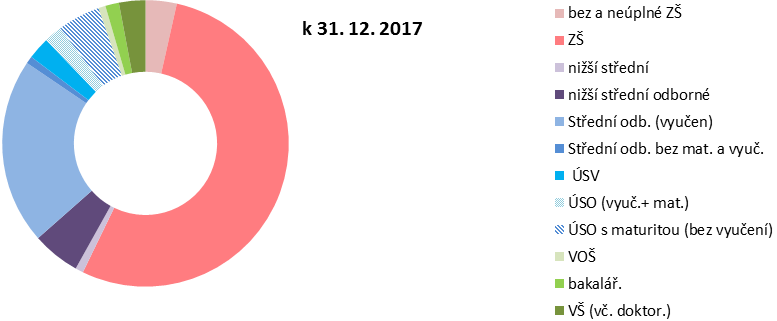 k 31. 12. 2017
bez a neúplné ZŠ
ZŠ
nižší střední
nižší střední odborné
Střední odb. (vyučen)
Střední odb. bez mat. a vyuč.
ÚSV
ÚSO (vyuč.+ mat.)
ÚSO s maturitou (bez vyučení)
VOŠ
bakalář.
VŠ (vč. doktor.)